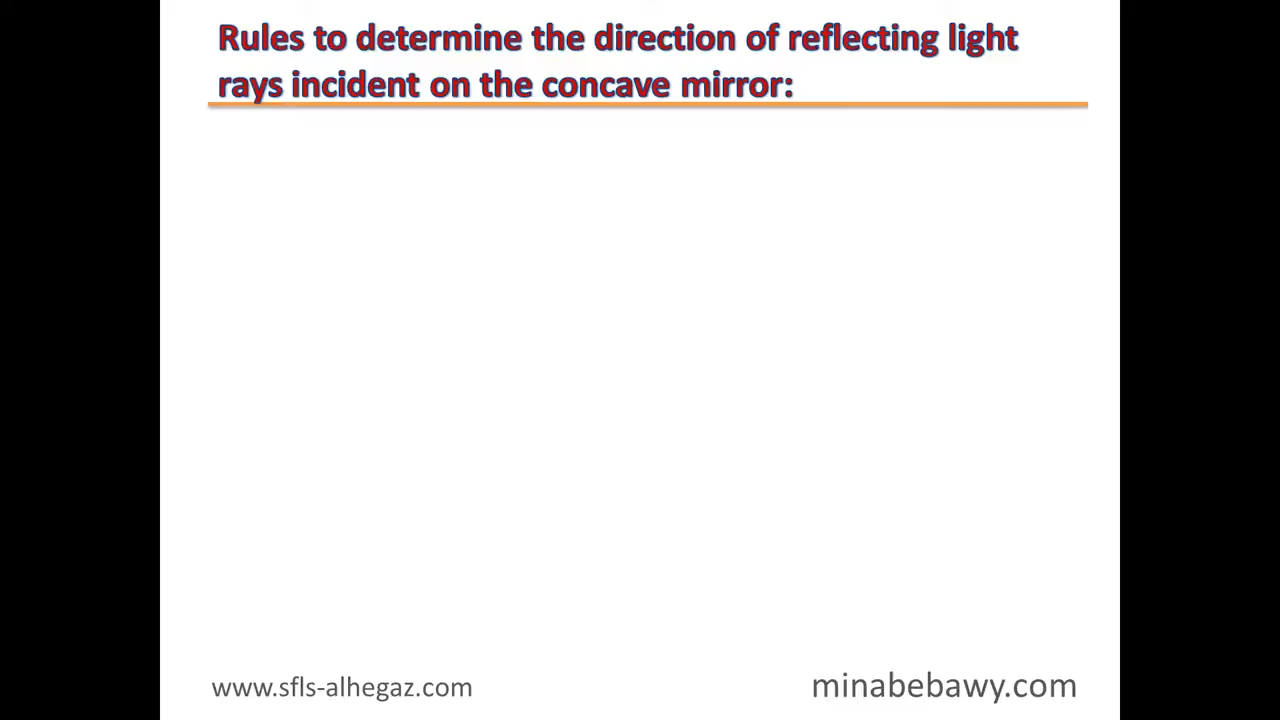 Rules to determine the direction of reflecting light
rays incident on the concave mirror:
www.sfls-alhegaz.com
minabebawy.com